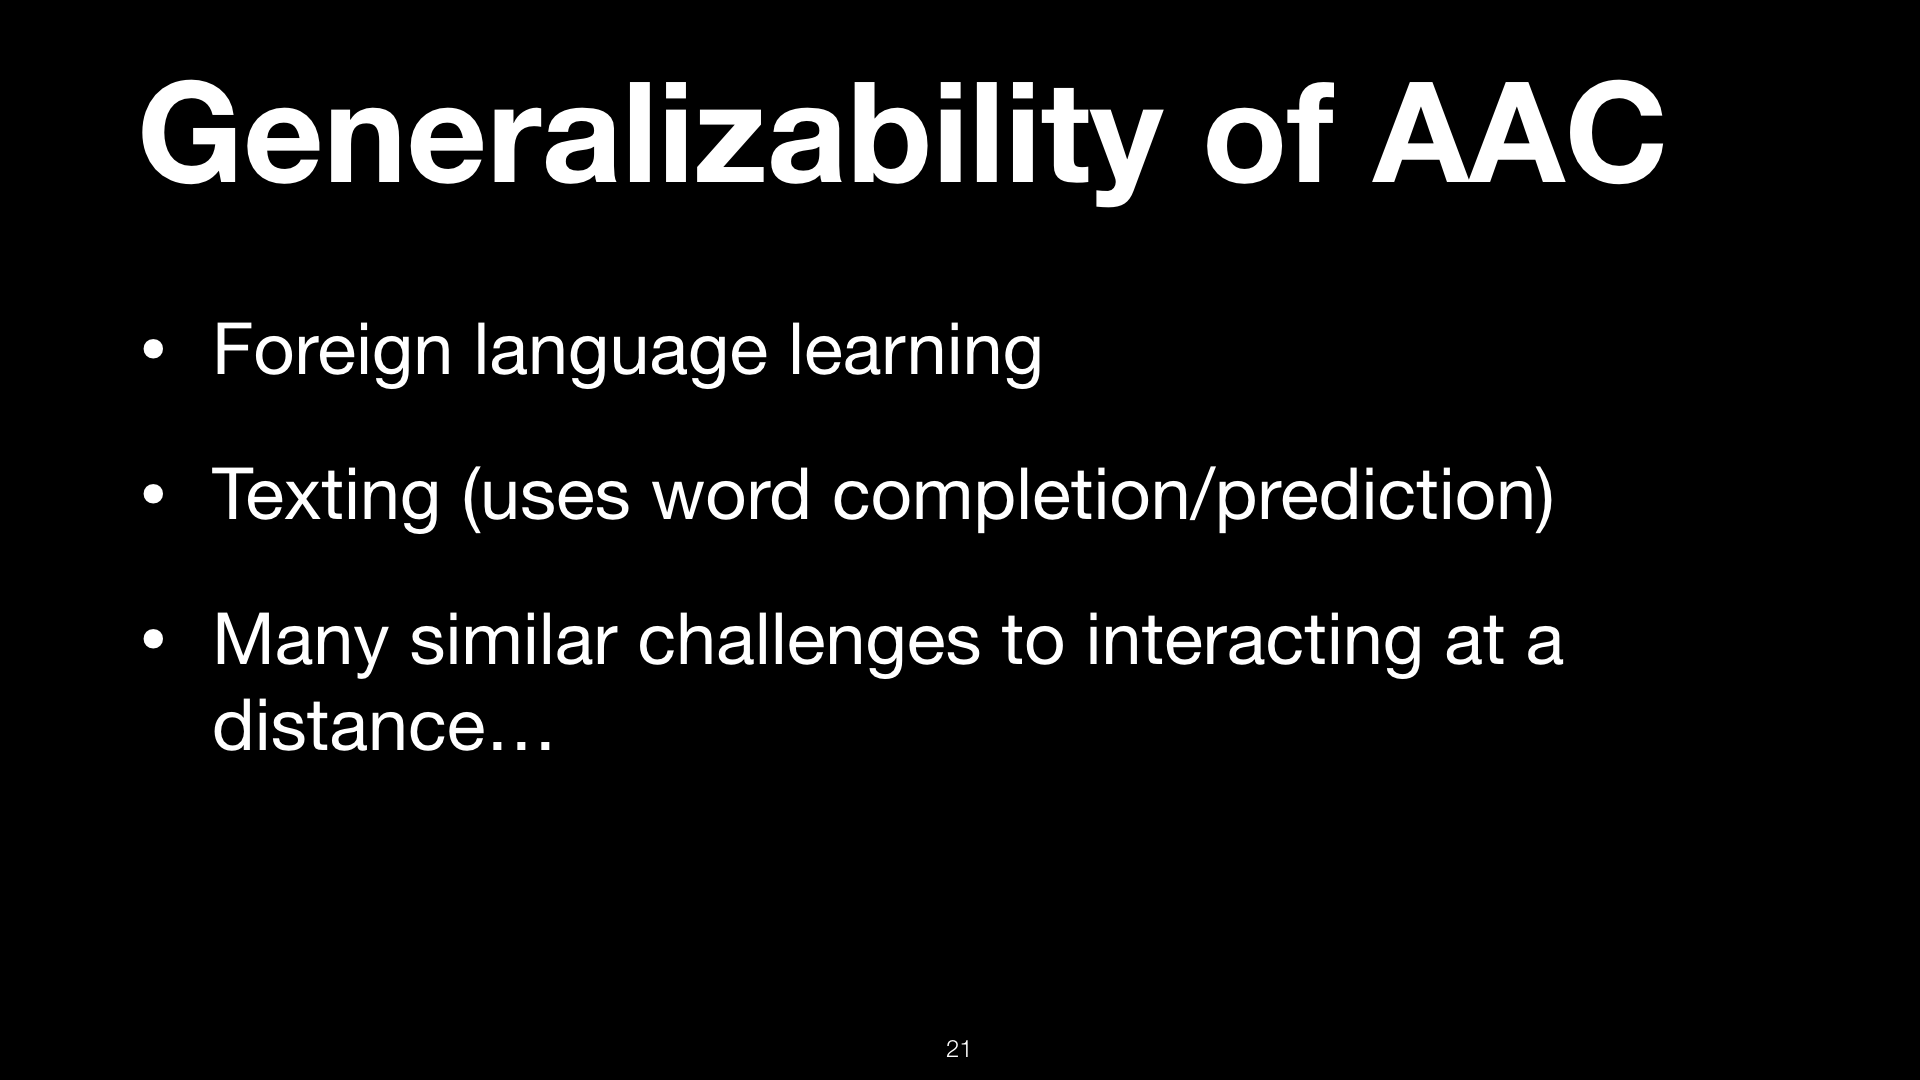 Generalizability of AAC
• Foreign language learning
• Texting (uses word completion/prediction)
• Many similar challenges to interacting at a
distance…
21